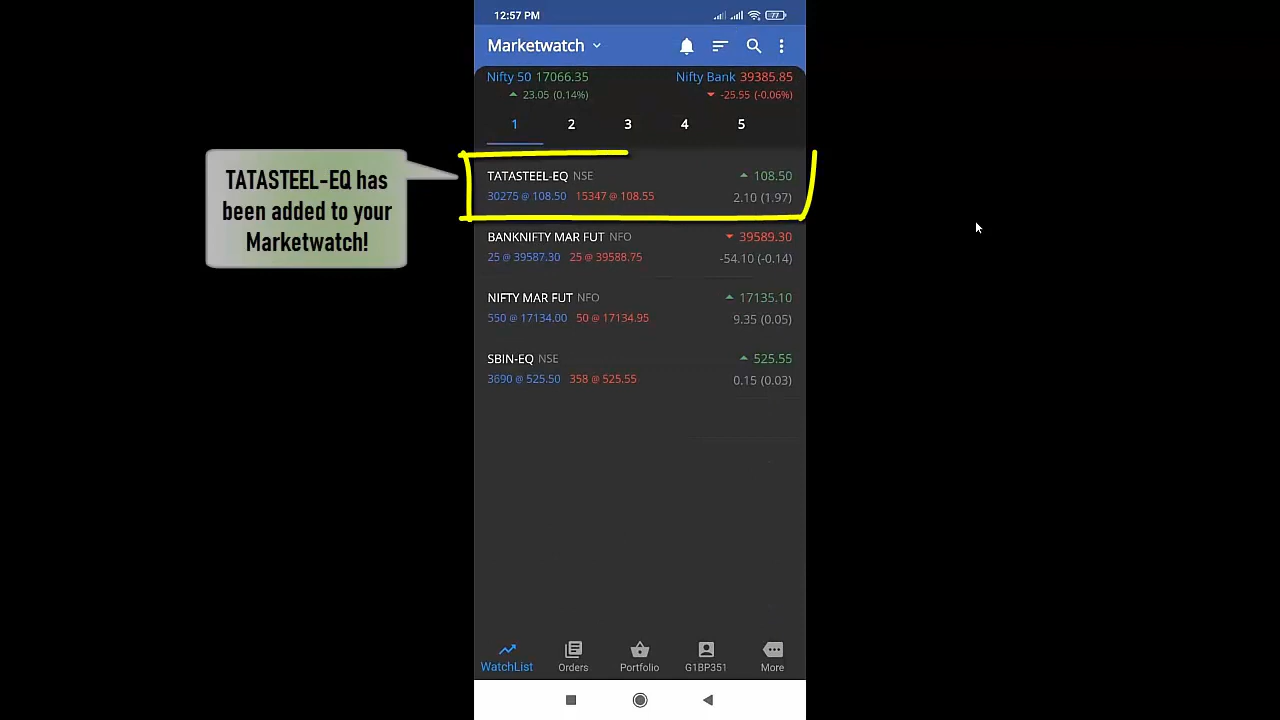 12:57 PM
77
Marketwatch
Nifty 50 17066.35
23.05 (0.14%)
Nifty Bank 39385.85
-25.55 (-0.06%)
1 2 3 4 5
TATASTEEL-EQ has
been added to your
Marketwatch!
TATASTEEL-EQ NSE 108.50
30275 @ 108.50 15347 @ 108.55 2.10 (1.97)
BANKNIFTY MAR FUT NFO 39589.30
25 @ 39587.30 25 @ 39588.75 -54.10 (-0.14)
NIFTY MAR FUT NFO 17135.10
550 @ 17134.00 50 @ 17134.95 9.35 (0.05)
SBIN-EQ NSE 525.55
3690 @ 525.50 358 @ 525.55 0.15 (0.03)
WatchList Orders Portfolio G1BP351 More